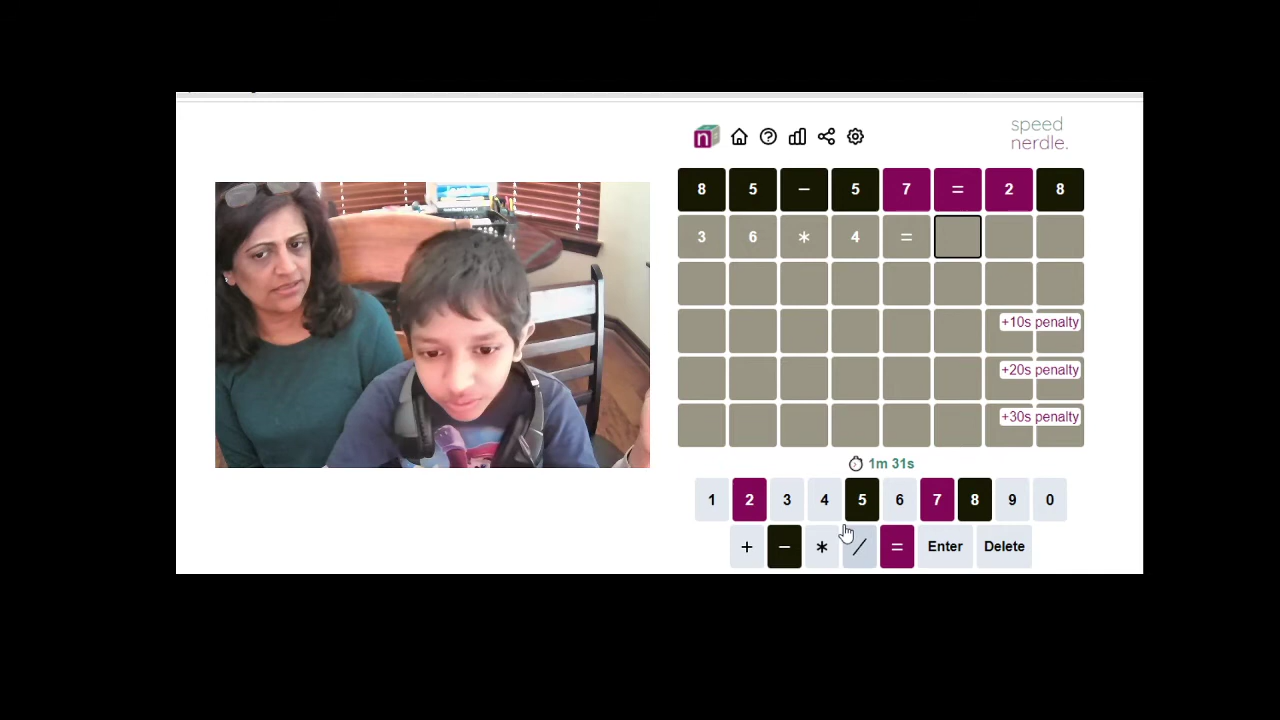 speed
nerdle.
n
8 5 − 5 7 = 2 8
3 6 * 4 =
+10s penalty
+20s penalty
+30s penalty
1m 31s
1 2 3 4 5 6 7 8 9 0
+ − * / = Enter Delete